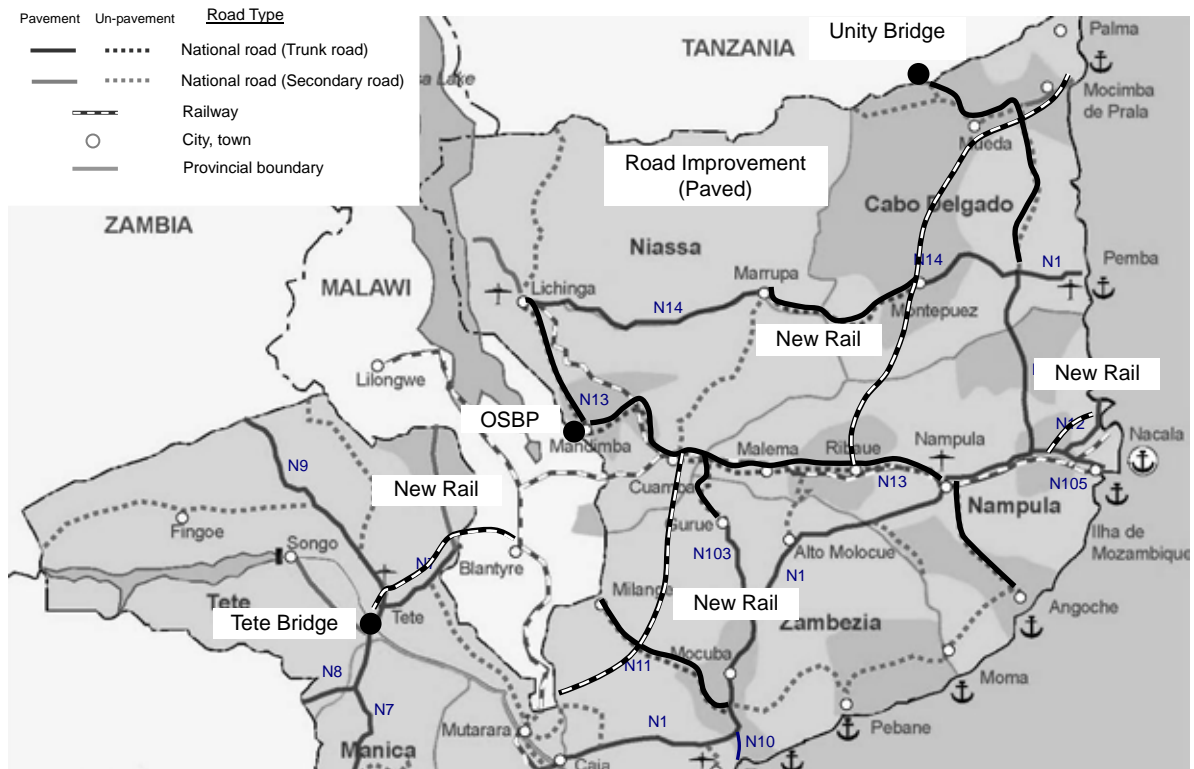 Pavement Un-pavement Road Type
National road (Trunk road)
National road (Secondary road)
Railway
City, town
Provincial boundary
Unity Bridge
TANZANIA
Palma
Lake
Mocimba
de Prala
Mueda
Road Improvement
(Paved)
Cabo Delgado
ZAMBIA
Niassa
MALAWI
Marrupa
N14
N1
Pemba
Lichinga
N14
Montepuez
New Rail
Lilongwe
New Rail
N13
OSBP
N12
Mandimba
Malema
Ribaue
Nampula
Nacala
N9
Cuamba
N13
N105
New Rail
Nampula
Fingoe
Gurue
Ilha de
Mozambique
Songo
N103
Alto Molocue
N7
Blantyre
N1
Milange
Angoche
Tete
New Rail
Tete Bridge
Tete
Zambezia
Mocuba
N11
N8
Moma
N7
Mutarara
N1
Pebane
N10
Manica
Caia